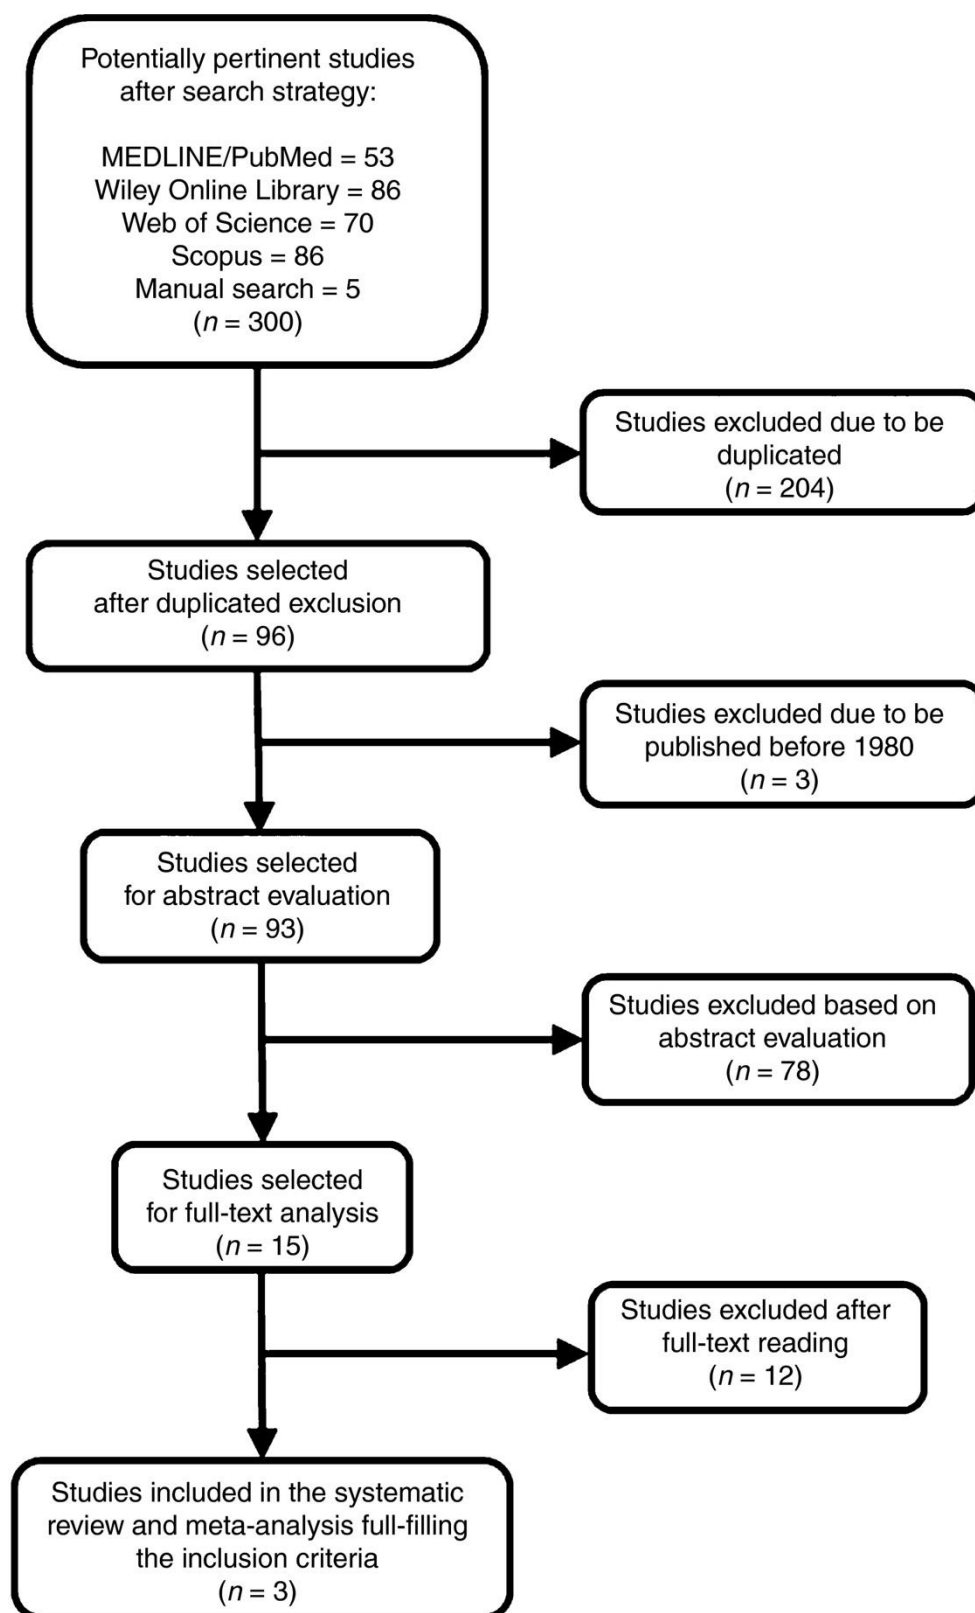 Potentially pertinent studies
after search strategy:
MEDLINE/PubMed = 53
Wiley Online Library = 86
Web of Science = 70
Scopus = 86
Manual search = 5
(n = 300)
Studies excluded due to be
duplicated
(n = 204)
Studies selected
after duplicated exclusion
(n = 96)
Studies excluded due to be
published before 1980
(n = 3)
Studies selected
for abstract evaluation
(n = 93)
Studies excluded based on
abstract evaluation
(n = 78)
Studies selected
for full-text analysis
(n = 15)
Studies excluded after
full-text reading
(n = 12)
Studies included in the systematic
review and meta-analysis full-filling
the inclusion criteria
(n = 3)